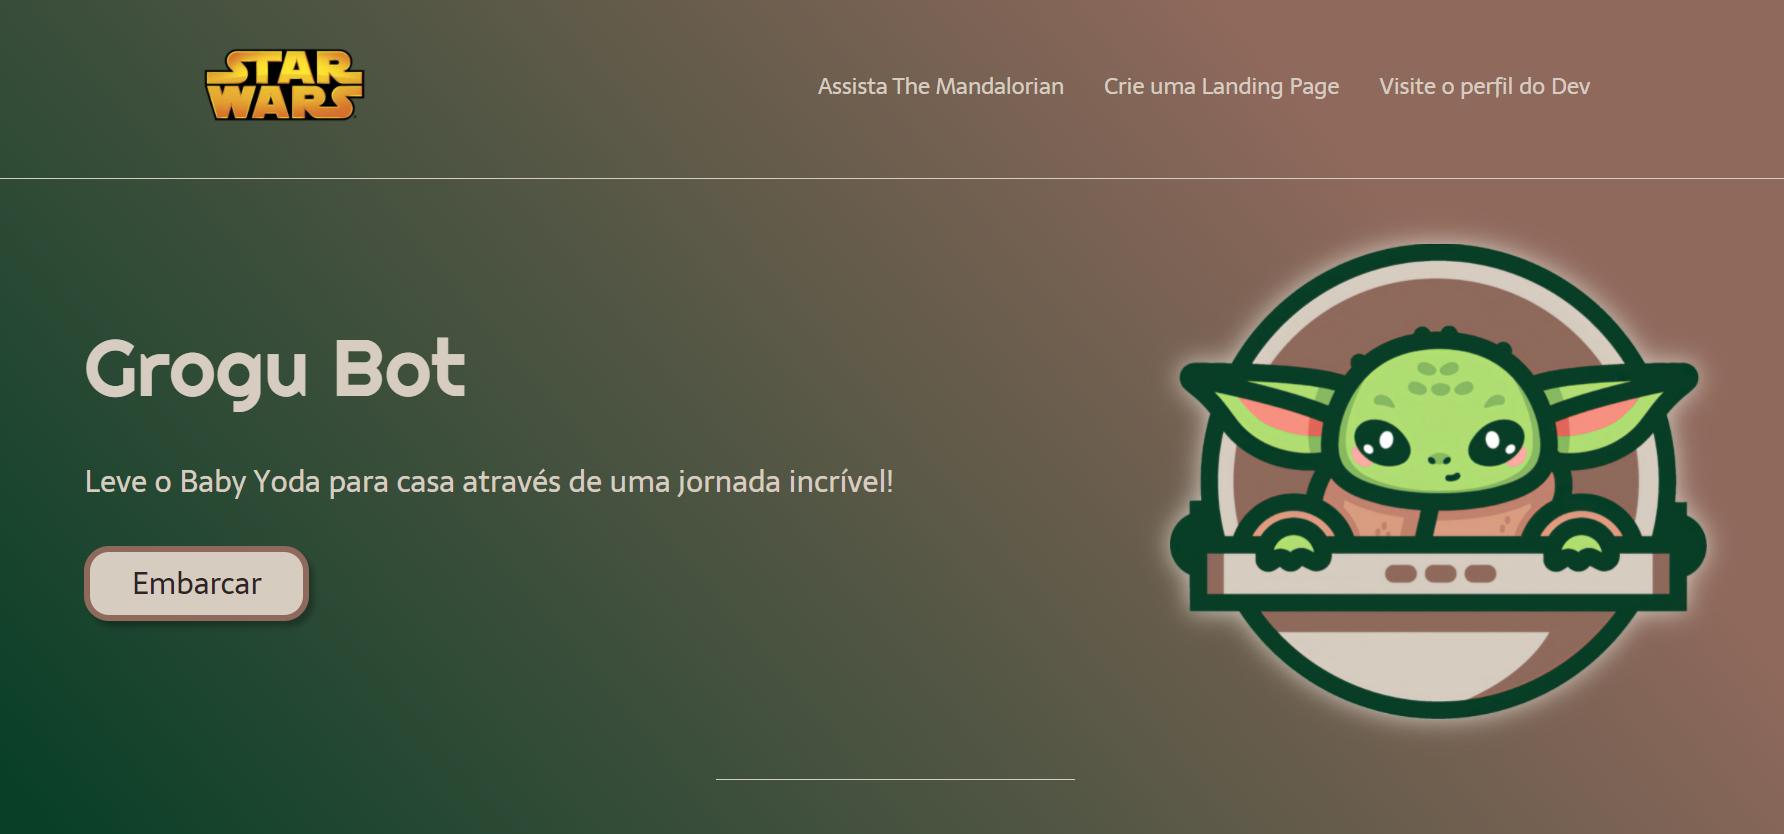 STAR
WARS
Assista The Mandalorian
Crie uma Landing Page
Visite o perfil do Dev
Grogu Bot
Leve o Baby Yoda para casa através de uma jornada incrível!
Embarcar